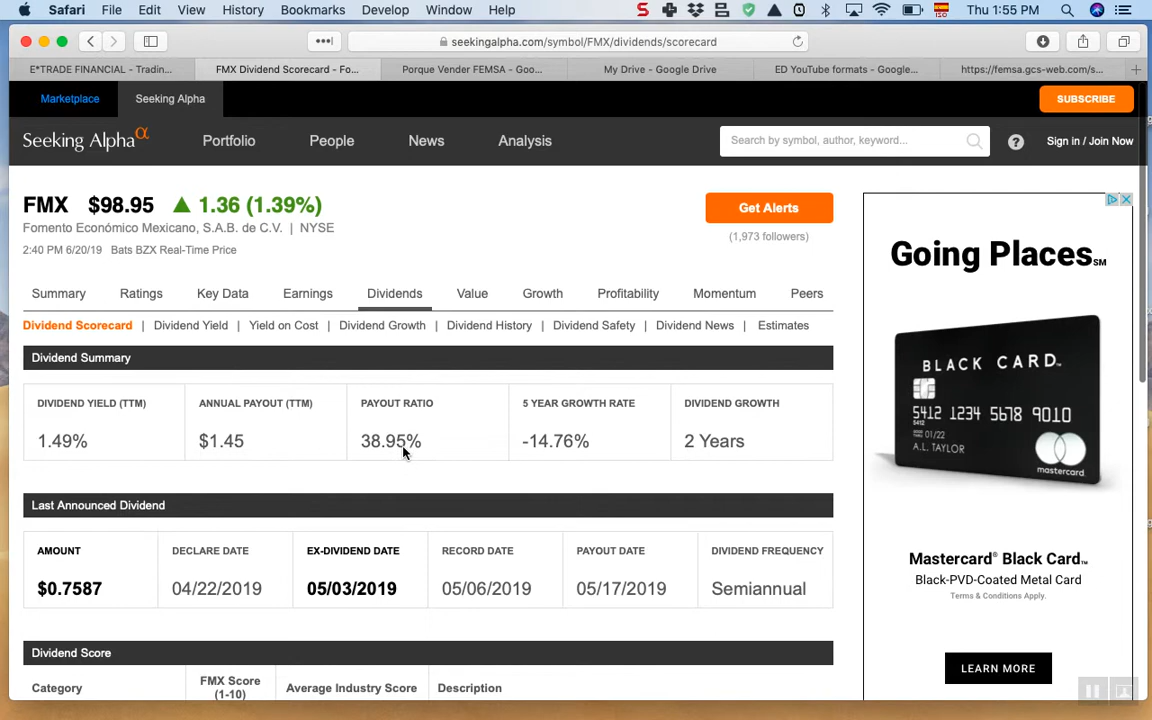 Safari File Edit View History Bookmarks Develop Window Help S ISO Thu 1:55 PM
seekingalpha.com/symbol/FMX/dividends/scorecard
E*TRADE FINANCIAL - Tradin... FMX Dividend Scorecard - Fo... Porque Vender FEMSA - Goo... My Drive - Google Drive ED YouTube formats - Google... https://femsa.gcs-web.com/s... +
Marketplace Seeking Alpha SUBSCRIBE
Seeking Alpha α Portfolio People News Analysis Search by symbol, author, keyword... ? Sign in / Join Now
FMX $98.95 ▲ 1.36 (1.39%)
Fomento Económico Mexicano, S.A.B. de C.V. | NYSE
2:40 PM 6/20/19 Bats BZX Real-Time Price
Get Alerts
(1,973 followers)
Summary Ratings Key Data Earnings Dividends Value Growth Profitability Momentum Peers
Dividend Scorecard | Dividend Yield | Yield on Cost | Dividend Growth | Dividend History | Dividend Safety | Dividend News | Estimates
Dividend Summary
DIVIDEND YIELD (TTM) ANNUAL PAYOUT (TTM) PAYOUT RATIO 5 YEAR GROWTH RATE DIVIDEND GROWTH
1.49% $1.45 38.95% -14.76% 2 Years
Last Announced Dividend
AMOUNT DECLARE DATE EX-DIVIDEND DATE RECORD DATE PAYOUT DATE DIVIDEND FREQUENCY
$0.7587 04/22/2019 05/03/2019 05/06/2019 05/17/2019 Semiannual
Dividend Score
Category FMX Score (1-10) Average Industry Score Description
Going Places SM
BLACK CARD™
5412 1234 5678 9010
5412
01/22
A.L. TAYLOR
mastercard
Mastercard® Black Card™
Black-PVD-Coated Metal Card
Terms & Conditions Apply.
LEARN MORE